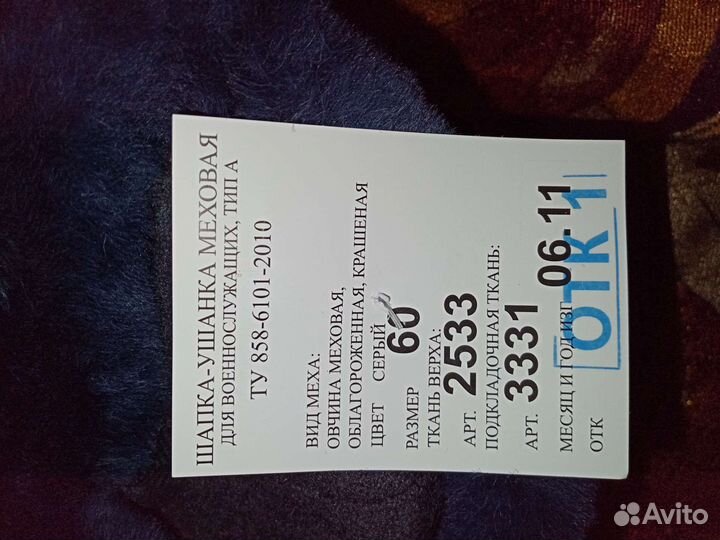 ШАПКА-УШАНКА МЕХОВАЯ
ДЛЯ ВОЕННОСЛУЖАЩИХ, ТИП А
ТУ 858-6101-2010
ВИД МЕХА:
ОВЧИНА МЕХОВАЯ,
ОБЛАГОРОЖЕННАЯ, КРАШЕНАЯ
ЦВЕТ СЕРЫЙ
РАЗМЕР 60
ТКАНЬ ВЕРХА:
АРТ. 2533
ПОДКЛАДОЧНАЯ ТКАНЬ:
АРТ. 3331
МЕСЯЦ И ГОД ИЗГ 06.11
ОТК
ОТК 1
Avito